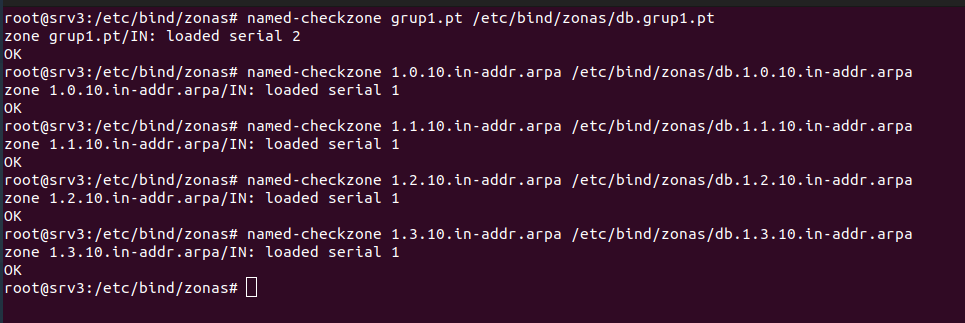 root@srv3:/etc/bind/zonas# named-checkzone grup1.pt /etc/bind/zonas/db.grup1.pt
zone grup1.pt/IN: loaded serial 2
OK
root@srv3:/etc/bind/zonas# named-checkzone 1.0.10.in-addr.arpa /etc/bind/zonas/db.1.0.10.in-addr.arpa
zone 1.0.10.in-addr.arpa/IN: loaded serial 1
OK
root@srv3:/etc/bind/zonas# named-checkzone 1.1.10.in-addr.arpa /etc/bind/zonas/db.1.1.10.in-addr.arpa
zone 1.1.10.in-addr.arpa/IN: loaded serial 1
OK
root@srv3:/etc/bind/zonas# named-checkzone 1.2.10.in-addr.arpa /etc/bind/zonas/db.1.2.10.in-addr.arpa
zone 1.2.10.in-addr.arpa/IN: loaded serial 1
OK
root@srv3:/etc/bind/zonas# named-checkzone 1.3.10.in-addr.arpa /etc/bind/zonas/db.1.3.10.in-addr.arpa
zone 1.3.10.in-addr.arpa/IN: loaded serial 1
OK
root@srv3:/etc/bind/zonas#